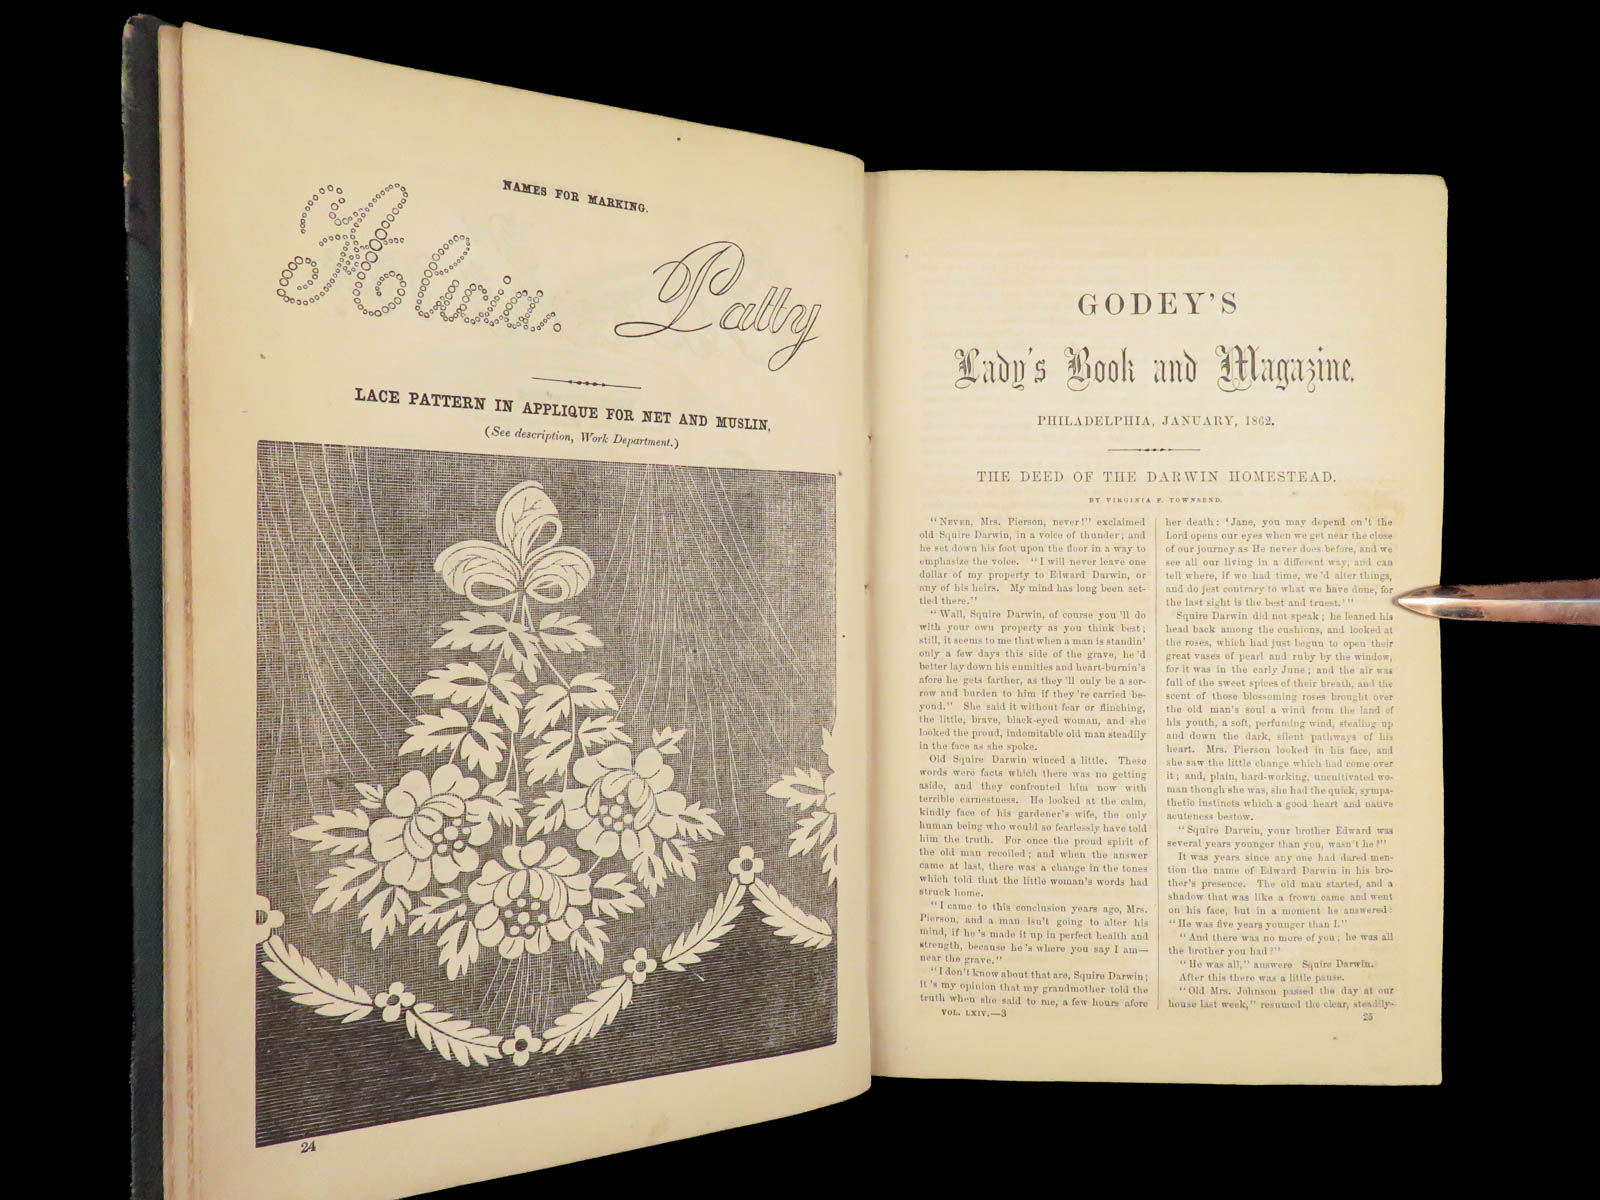 NAMES FOR MARKING.
Helvia. Patty
LACE PATTERN IN APPLIQUE FOR NET AND MUSLIN,
(See description, Work Department.)
24
GODEY'S
Lady's Book and Magazine.
PHILADELPHIA, JANUARY, 1862.
THE DEED OF THE DARWIN HOMESTEAD.
BY VIRGINIA F. TOWNSEND.
"NEVER, Mrs. Pierson, never!" exclaimed
old Squire Darwin, in a voice of thunder; and
he set down his foot upon the floor in a way to
emphasize the voice. "I will never leave one
dollar of my property to Edward Darwin, or
any of his heirs. My mind has long been set-
tled there."
"Wall, Squire Darwin, of course you 'll do
with your own property as you think best;
still, it seems to me that when a man is standin'
only a few days this side of the grave, he 'd
better lay down his enmities and heart-burnin's
afore he gets farther, as they 'll only be a sor-
row and burden to him if they 're carried be-
yond." She said it without fear or flinching,
the little, brave, black-eyed woman, and she
looked the proud, indomitable old man steadily
in the face as she spoke.
Old Squire Darwin winced a little. These
words were facts which there was no getting
aside, and they confronted him now with
terrible earnestness. He looked at the calm,
kindly face of his gardener's wife, the only
human being who would so fearlessly have told
him the truth. For once the proud spirit of
the old man recoiled; and when the answer
came at last, there was a change in the tones
which told that the little woman's words had
struck home.
"I came to this conclusion years ago, Mrs.
Pierson, and a man isn't going to alter his
mind, if he 's made it up in perfect health and
strength, because he 's where you say I am—
near the grave."
"I don't know about that are, Squire Darwin;
it 's my opinion that my grandmother told the
truth when she said to me, a few hours afore
VOL. LXIV.—3
her death: 'Jane, you may depend on 't the
Lord opens our eyes when we get near the close
of our journey as He never does before, and we
see all our living in a different way, and can
tell where, if we had time, we 'd alter things,
and do jest contrary to what we have done, for
the last sight is the best and truest.'"
Squire Darwin did not speak; he leaned his
head back among the cushions, and looked at
the roses, which had just begun to open their
great vases of pearl and ruby by the window,
for it was in the early June; and the air was
full of the sweet spices of their breath, and the
scent of those blossoming roses brought over
the old man's soul a wind from the land of
his youth, a soft, perfuming wind, stealing up
and down the dark, silent pathways of his
heart. Mrs. Pierson looked in his face, and
she saw the little change which had come over
it; and, plain, hard-working, uncultivated wo-
man though she was, she had the quick, sympa-
thetic instincts which a good heart and native
acuteness bestow.
"Squire Darwin, your brother Edward was
several years younger than you, wasn't he?"
It was years since any one had dared men-
tion the name of Edward Darwin in his bro-
ther's presence. The old man started, and a
shadow that was like a frown came and went
on his face, but in a moment he answered:
"He was five years younger than I."
"And there was no more of you; he was all
the brother you had?"
"He was all," answered Squire Darwin.
After this there was a little pause.
"Old Mrs. Johnson passed the day at our
house last week," resumed the clear, steadily-
25